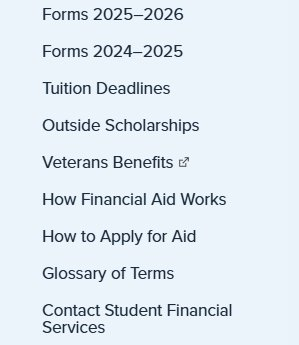 Forms 2025–2026
Forms 2024–2025
Tuition Deadlines
Outside Scholarships
Veterans Benefits
How Financial Aid Works
How to Apply for Aid
Glossary of Terms
Contact Student Financial
Services